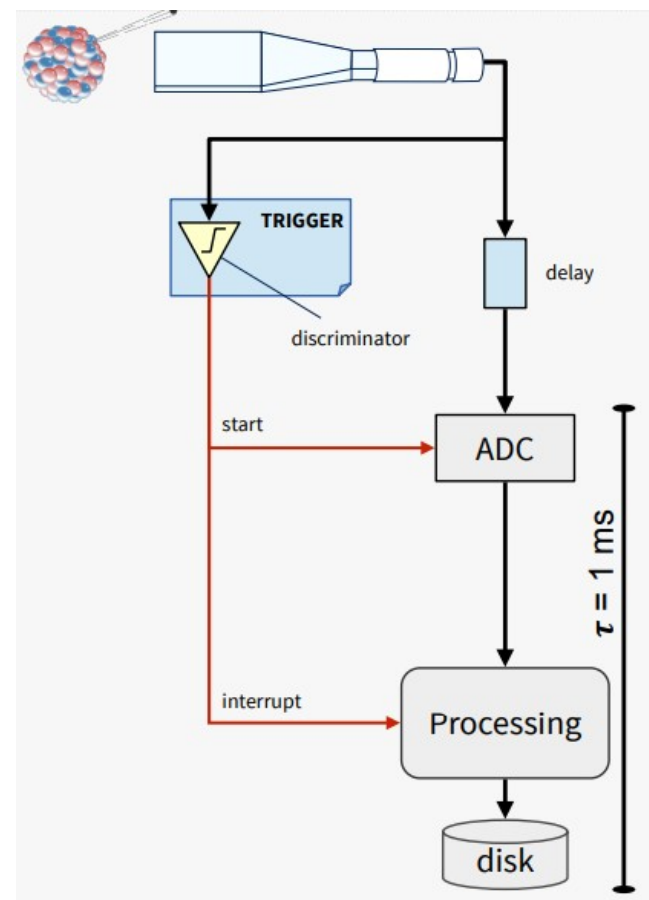 TRIGGER
delay
discriminator
start
ADC
τ = 1 ms
interrupt
Processing
disk